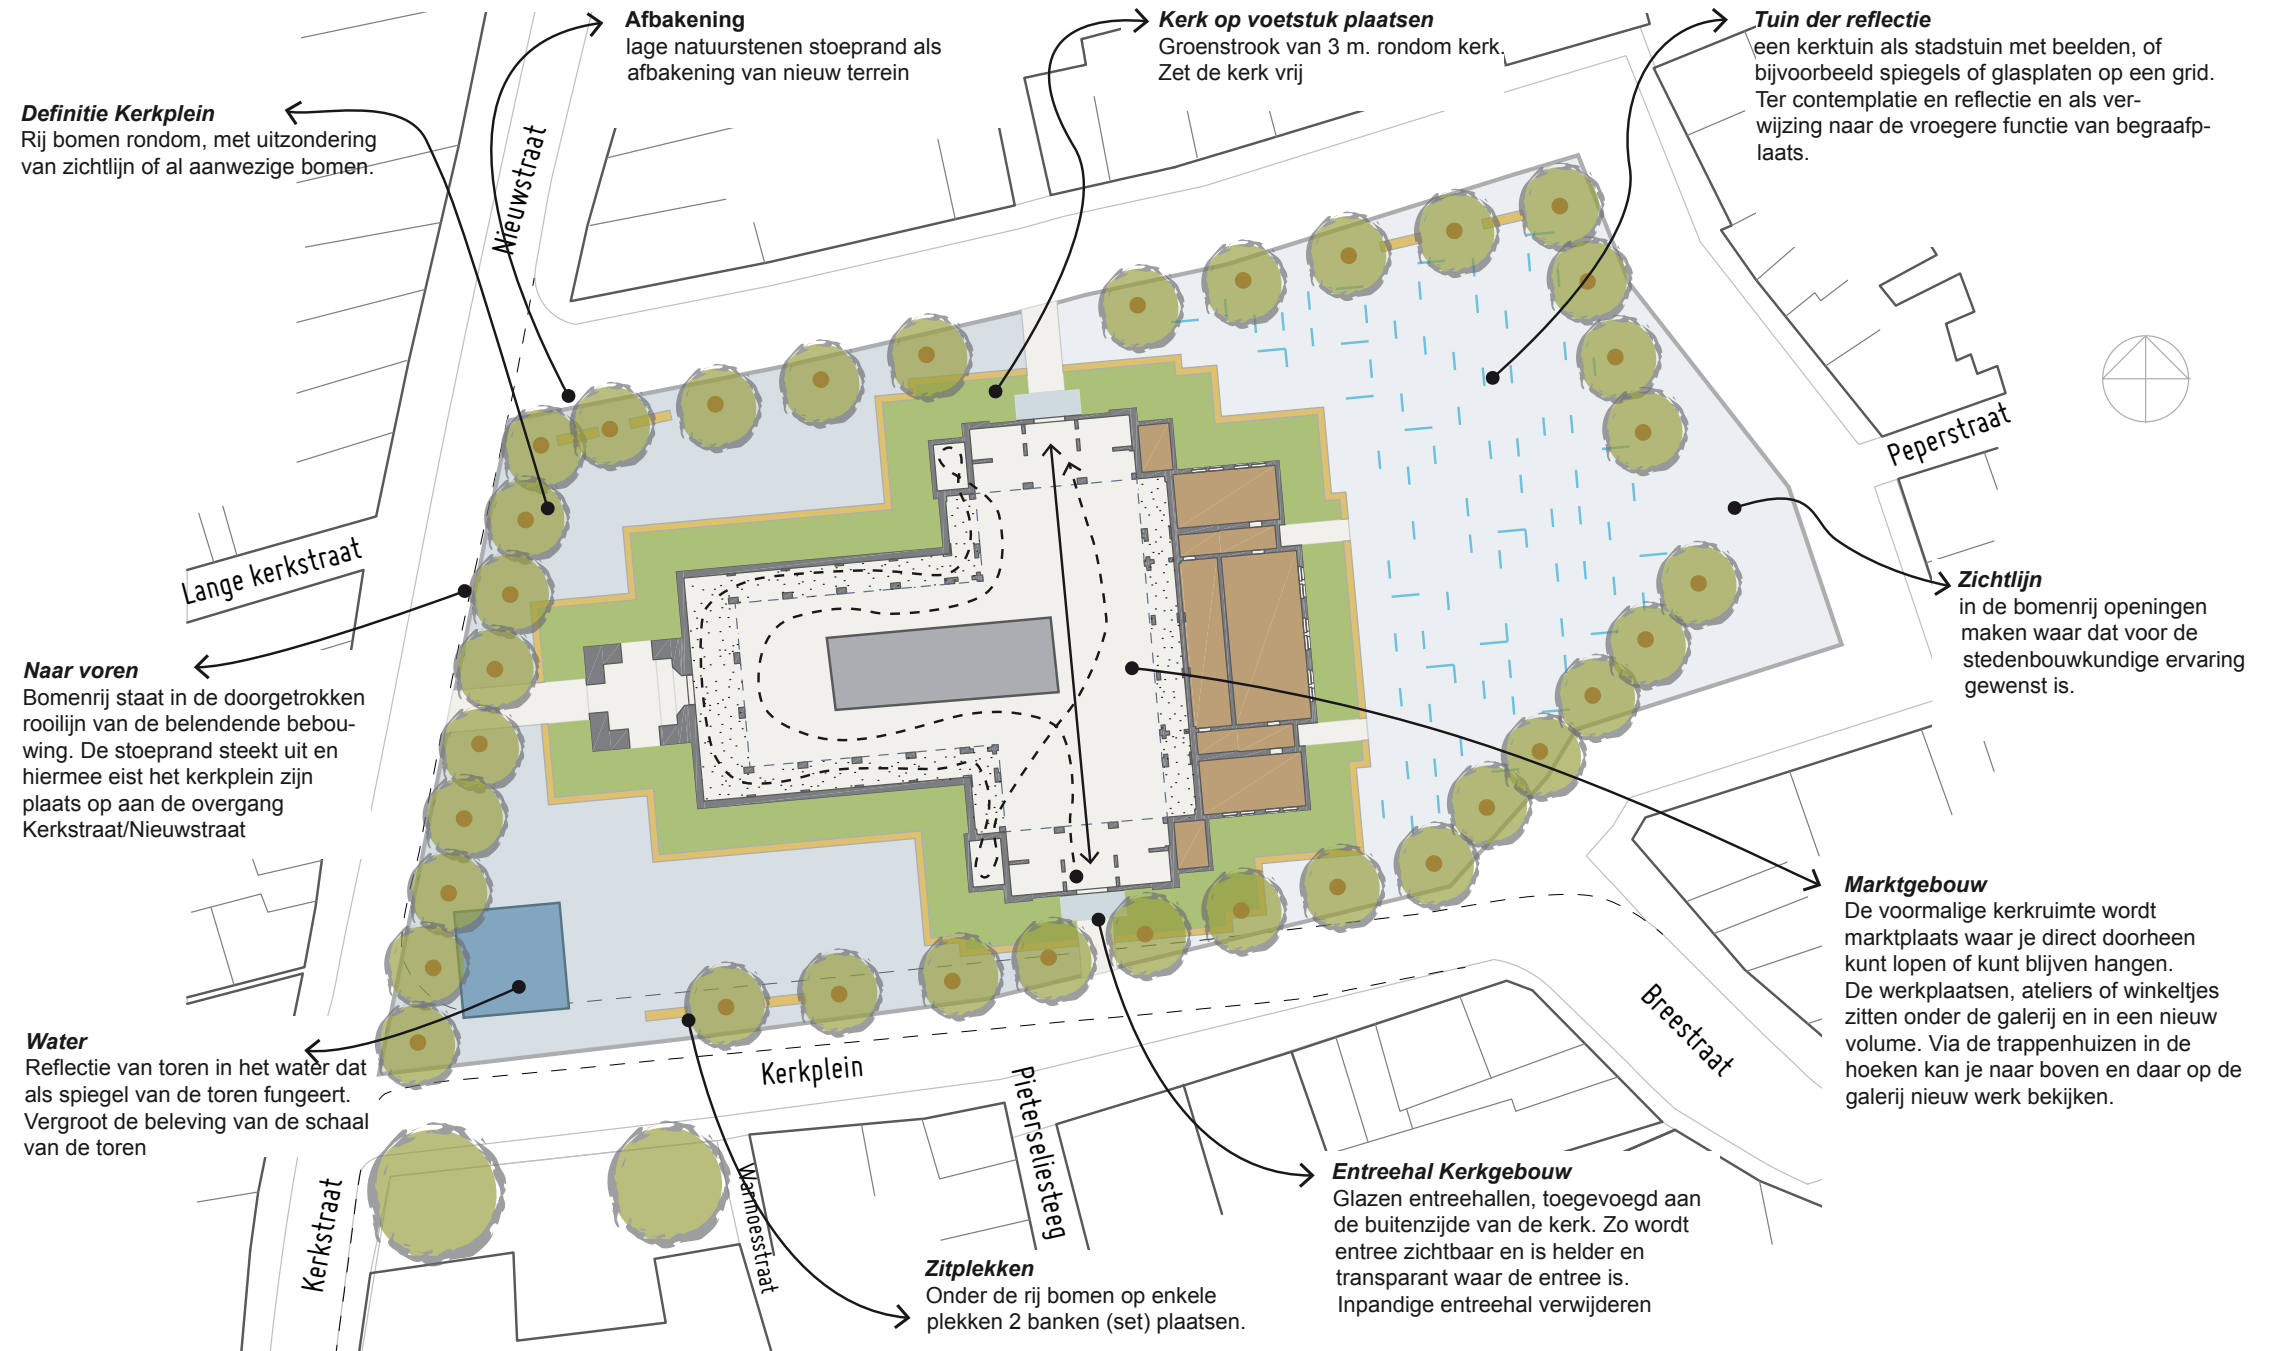 Afbakening
lage natuurstenen stoeprand als
afbakening van nieuw terrein
Kerk op voetstuk plaatsen
Groenstrook van 3 m. rondom kerk.
Zet de kerk vrij
Tuin der reflectie
een kerktuin als stadstuin met beelden, of
bijvoorbeeld spiegels of glasplaten op een grid.
Ter contemplatie en reflectie en als ver-
wijzing naar de vroegere functie van begraafp-
laats.
Definitie Kerkplein
Rij bomen rondom, met uitzondering
van zichtlijn of al aanwezige bomen.
Nieuwstraat
Peperstraat
Lange kerkstraat
Zichtlijn
in de bomenrij openingen
maken waar dat voor de
stedenbouwkundige ervaring
gewenst is.
Naar voren
Bomenrij staat in de doorgetrokken
rooilijn van de belendende bebou-
wing. De stoeprand steekt uit en
hiermee eist het kerkplein zijn
plaats op aan de overgang
Kerkstraat/Nieuwstraat
Marktgebouw
De voormalige kerkruimte wordt
marktplaats waar je direct doorheen
kunt lopen of kunt blijven hangen.
De werkplaatsen, ateliers of winkeltjes
zitten onder de galerij en in een nieuw
volume. Via de trappenhuizen in de
hoeken kan je naar boven en daar op de
galerij nieuw werk bekijken.
Water
Reflectie van toren in het water dat
als spiegel van de toren fungeert.
Vergroot de beleving van de schaal
van de toren
Kerkplein
Breestraat
Pieterseliesteeg
Warmoesstraat
Kerkstraat
Entreehal Kerkgebouw
Glazen entreehallen, toegevoegd aan
de buitenzijde van de kerk. Zo wordt
entree zichtbaar en is helder en
transparant waar de entree is.
Inpandige entreehal verwijderen
Zitplekken
Onder de rij bomen op enkele
plekken 2 banken (set) plaatsen.